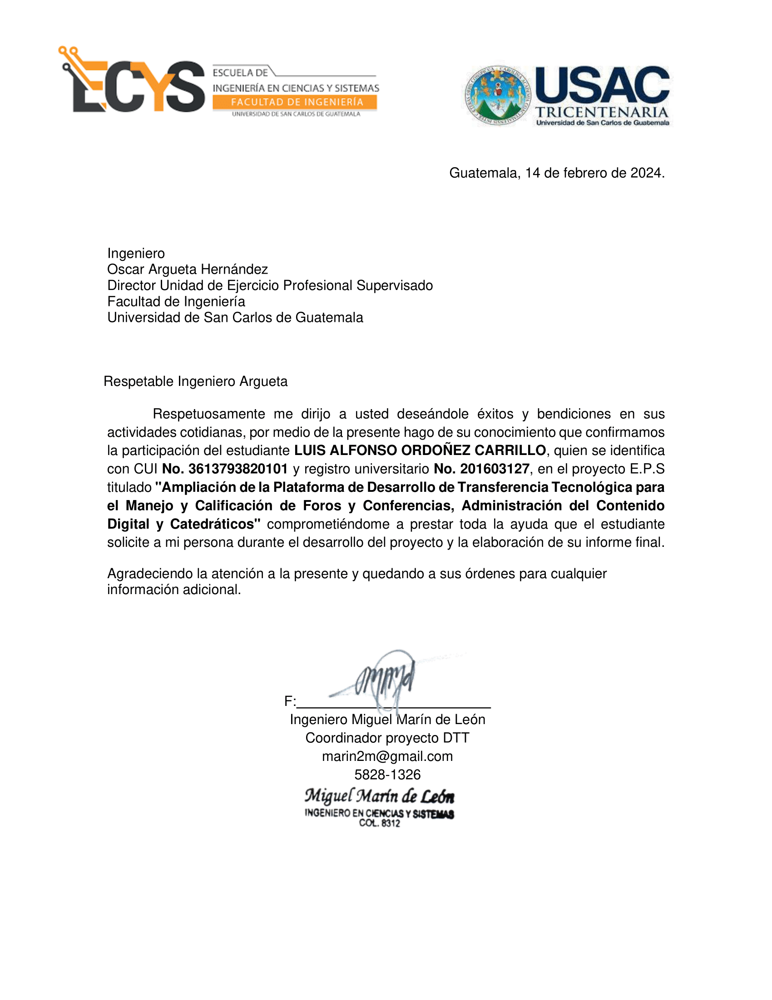 ECYS
ESCUELA DE
INGENIERÍA EN CIENCIAS Y SISTEMAS
FACULTAD DE INGENIERÍA
UNIVERSIDAD DE SAN CARLOS DE GUATEMALA
USAC
TRICENTENARIA
Universidad de San Carlos de Guatemala
Guatemala, 14 de febrero de 2024.
Ingeniero
Oscar Argueta Hernández
Director Unidad de Ejercicio Profesional Supervisado
Facultad de Ingeniería
Universidad de San Carlos de Guatemala
Respetable Ingeniero Argueta
Respetuosamente me dirijo a usted deseándole éxitos y bendiciones en sus
actividades cotidianas, por medio de la presente hago de su conocimiento que confirmamos
la participación del estudiante LUIS ALFONSO ORDOÑEZ CARRILLO, quien se identifica
con CUI No. 3613793820101 y registro universitario No. 201603127, en el proyecto E.P.S
titulado "Ampliación de la Plataforma de Desarrollo de Transferencia Tecnológica para
el Manejo y Calificación de Foros y Conferencias, Administración del Contenido
Digital y Catedráticos" comprometiéndome a prestar toda la ayuda que el estudiante
solicite a mi persona durante el desarrollo del proyecto y la elaboración de su informe final.
Agradeciendo la atención a la presente y quedando a sus órdenes para cualquier
información adicional.
F:
Ingeniero Miguel Marín de León
Coordinador proyecto DTT
marin2m@gmail.com
5828-1326
Miguel Marín de León
INGENIERO EN CIENCIAS Y SISTEMAS
COL. 8312